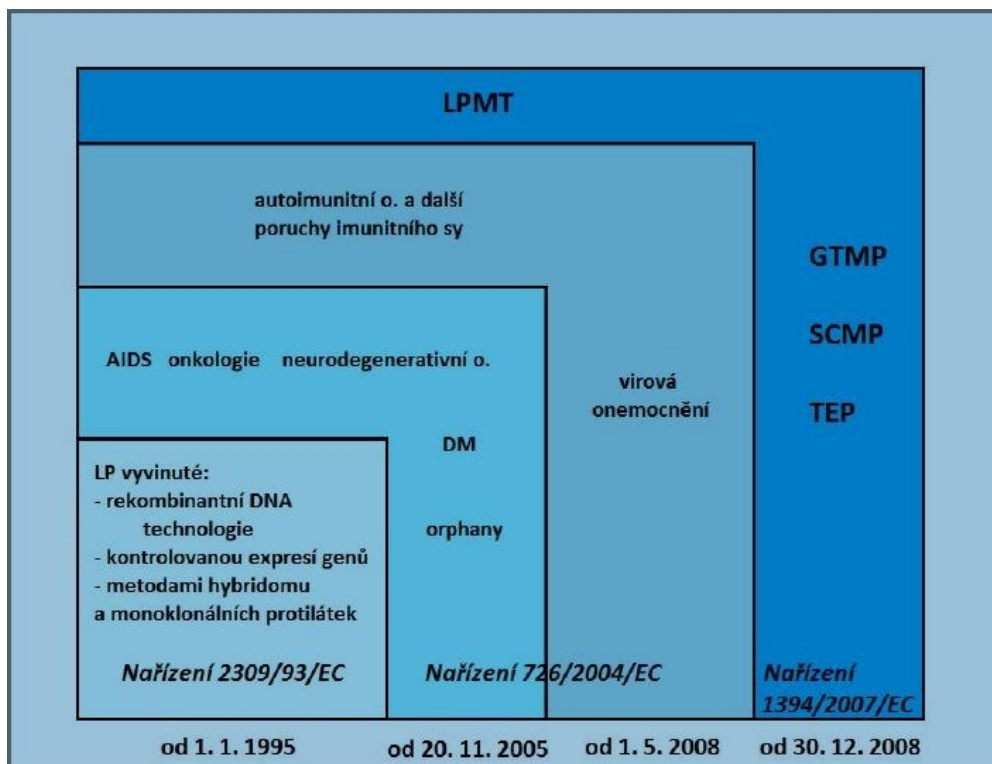 LPMT
autoimunitní o. a další
poruchy imunitního sy
GTMP
SCMP
TEP
AIDS onkologie neurodegenerativní o.
virová
onemocnění
DM
orphany
LP vyvinuté:
- rekombinantní DNA
technologie
- kontrolovanou expresí genů
- metodami hybridomu
a monoklonálních protilátek
Nařízení 2309/93/EC
Nařízení 726/2004/EC
Nařízení
1394/2007/EC
od 1. 1. 1995
od 20. 11. 2005
od 1. 5. 2008
od 30. 12. 2008